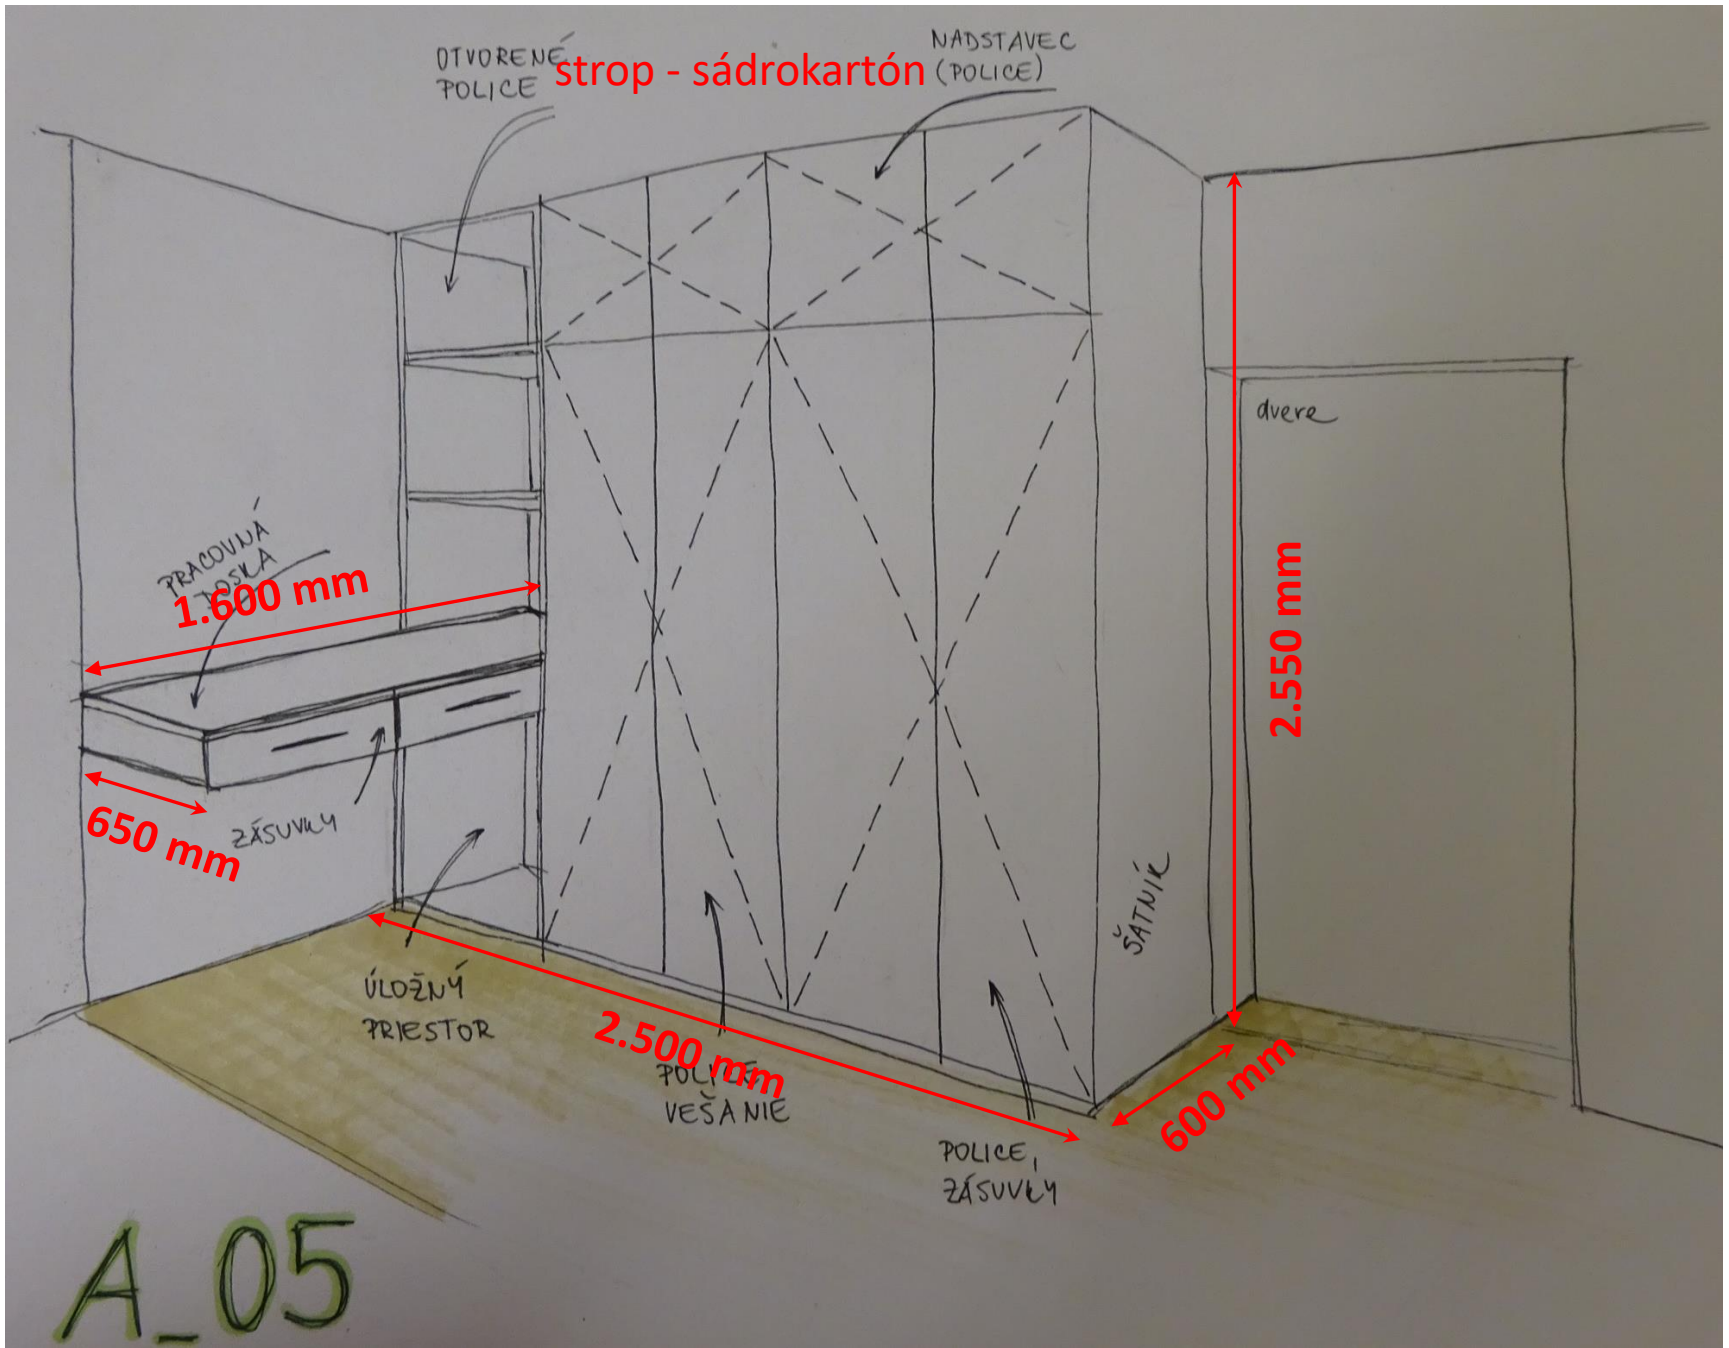 OTVORENÉ
POLICE
strop - sádrokartón
NADSTAVEC
(POLICE)
dvere
PRACOVNÁ
DOSKA
1.600 mm
2.550 mm
650 mm
ZÁSUVKY
ŠATNÍK
ÚLOŽNÝ
PRIESTOR
2.500 mm
600 mm
POLICE
VEŠANIE
POLICE,
ZÁSUVKY
A_05